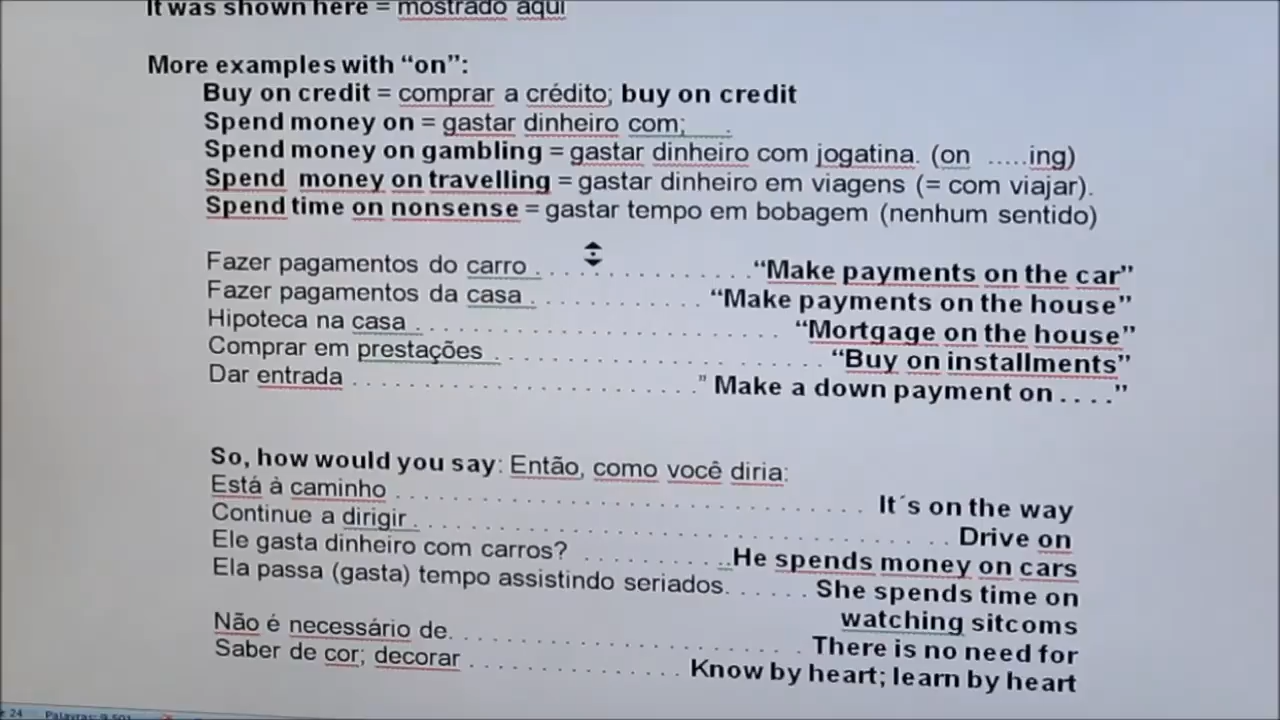 It was shown here = mostrado aqui
More examples with “on”:
Buy on credit = comprar a crédito; buy on credit
Spend money on = gastar dinheiro com; .
Spend money on gambling = gastar dinheiro com jogatina. (on .....ing)
Spend money on travelling = gastar dinheiro em viagens (= com viajar).
Spend time on nonsense = gastar tempo em bobagem (nenhum sentido)
Fazer pagamentos do carro . . . . . . . . . . . . . . . . “Make payments on the car”
Fazer pagamentos da casa . . . . . . . . . . . . . “Make payments on the house”
Hipoteca na casa . . . . . . . . . . . . . . . . . . . . . . . . . “Mortgage on the house”
Comprar em prestações . . . . . . . . . . . . . . . . . . . . . . . “Buy on installments”
Dar entrada . . . . . . . . . . . . . . . . . . . . . . . . ” Make a down payment on . . . .”
So, how would you say: Então, como você diria:
Está à caminho . . . . . . . . . . . . . . . . . . . . . . . . . . . . . . . . It´s on the way
Continue a dirigir . . . . . . . . . . . . . . . . . . . . . . . . . . . . . . . . . . . . . Drive on
Ele gasta dinheiro com carros? . . . . . . . . . ..He spends money on cars
Ela passa (gasta) tempo assistindo seriados. . . . . . . She spends time on
watching sitcoms
Não é necessário de. . . . . . . . . . . . . . . . . . . . . . . . . There is no need for
Saber de cor; decorar . . . . . . . . . . . . . . . Know by heart; learn by heart
24 Palavras: 9.501